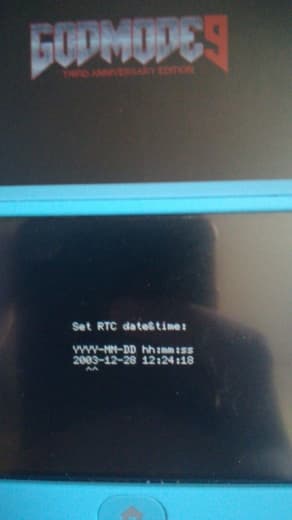 GODMODE9
THIRD ANNIVERSARY EDITION
Set RTC date&time:
YYYY-MM-DD hh:mm:ss
2003-12-28 12:24:18
^^